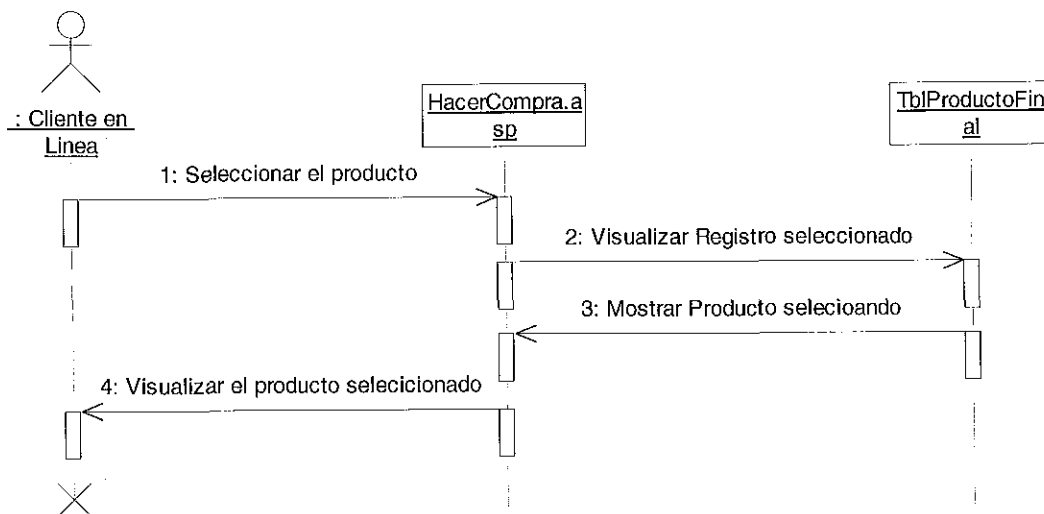 : Cliente en
Linea
HacerCompra.a
sp
TblProductoFin
al
1: Seleccionar el producto
2: Visualizar Registro seleccionado
3: Mostrar Producto selecioando
4: Visualizar el producto selecicionado